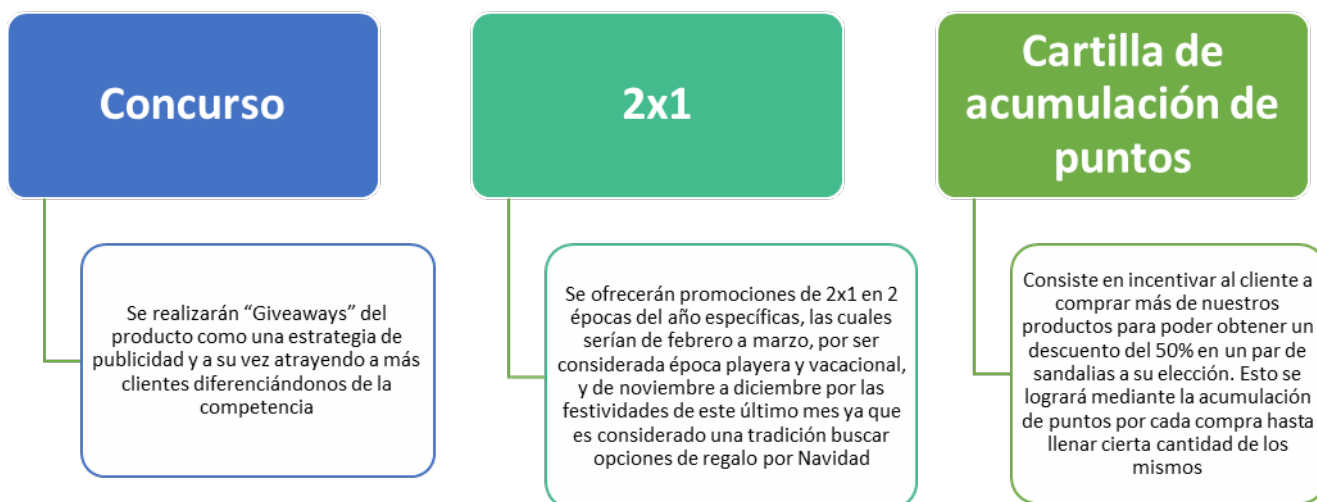 Concurso
Se realizarán “Giveaways” del
producto como una estrategia de
publicidad y a su vez atrayendo a más
clientes diferenciándonos de la
competencia
2x1
Se ofrecerán promociones de 2x1 en 2
épocas del año específicas, las cuales
serían de febrero a marzo, por ser
considerada época playera y vacacional,
y de noviembre a diciembre por las
festividades de este último mes ya que
es considerado una tradición buscar
opciones de regalo por Navidad
Cartilla de
acumulación de
puntos
Consiste en incentivar al cliente a
comprar más de nuestros
productos para poder obtener un
descuento del 50% en un par de
sandalias a su elección. Esto se
logrará mediante la acumulación
de puntos por cada compra hasta
llenar cierta cantidad de los
mismos